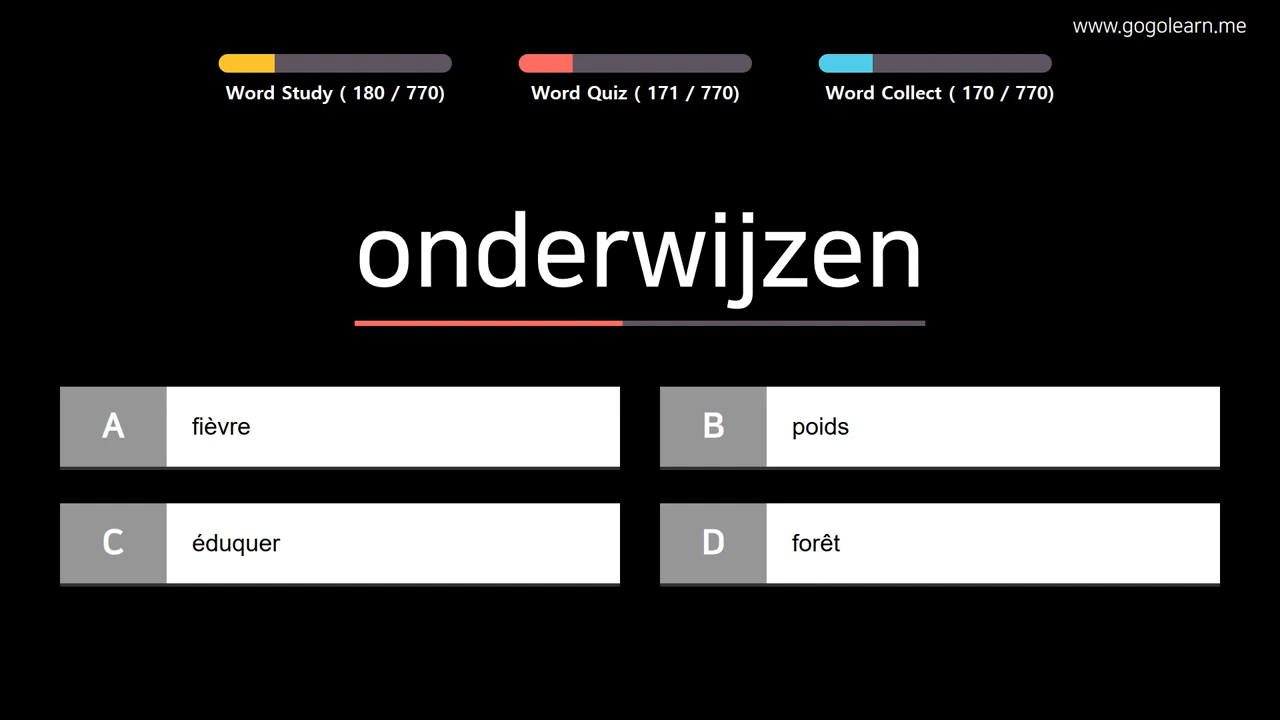 www.gogolearn.me
Word Study ( 180 / 770)
Word Quiz ( 171 / 770)
Word Collect ( 170 / 770)
onderwijzen
A fièvre
B poids
C éduquer
D forêt